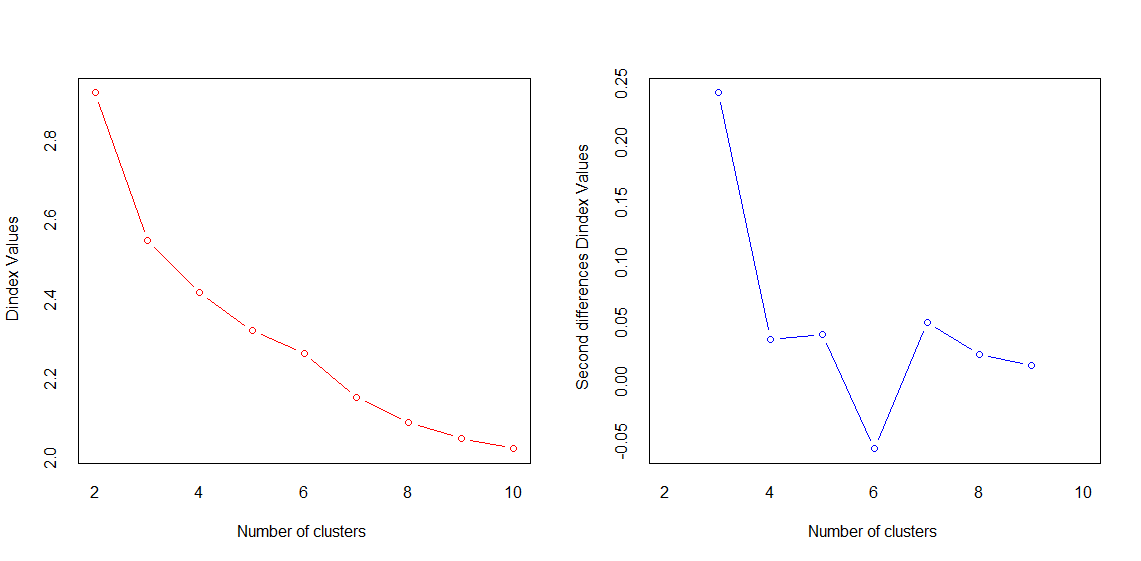 Dindex Values
2.8
2.6
2.4
2.2
2.0
2 4 6 8 10
Number of clusters
Second differences Dindex Values
0.25
0.20
0.15
0.10
0.05
0.00
-0.05
2 4 6 8 10
Number of clusters